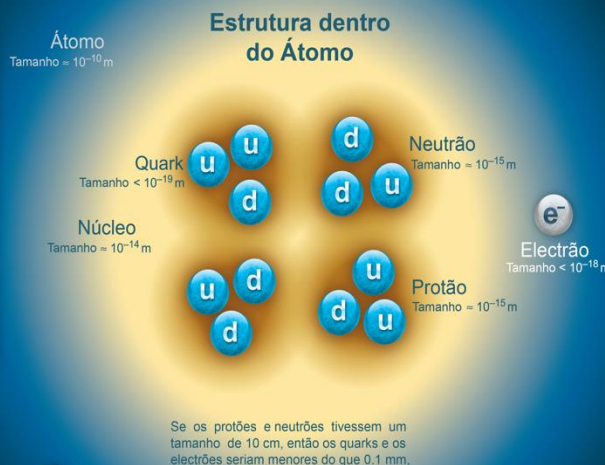 Estrutura dentro
do Átomo
Átomo
Tamanho ≈ 10⁻¹⁰ m
u
u
d
Quark
Tamanho < 10⁻¹⁹ m
d
d
u
Neutrão
Tamanho ≈ 10⁻¹⁵ m
e⁻
Electrão
Tamanho < 10⁻¹⁸ m
Núcleo
Tamanho ≈ 10⁻¹⁴ m
u
d
d
u
d
u
Protão
Tamanho ≈ 10⁻¹⁵ m
Se os protões e neutrões tivessem um
tamanho de 10 cm, então os quarks e os
electrões seriam menores do que 0.1 mm,